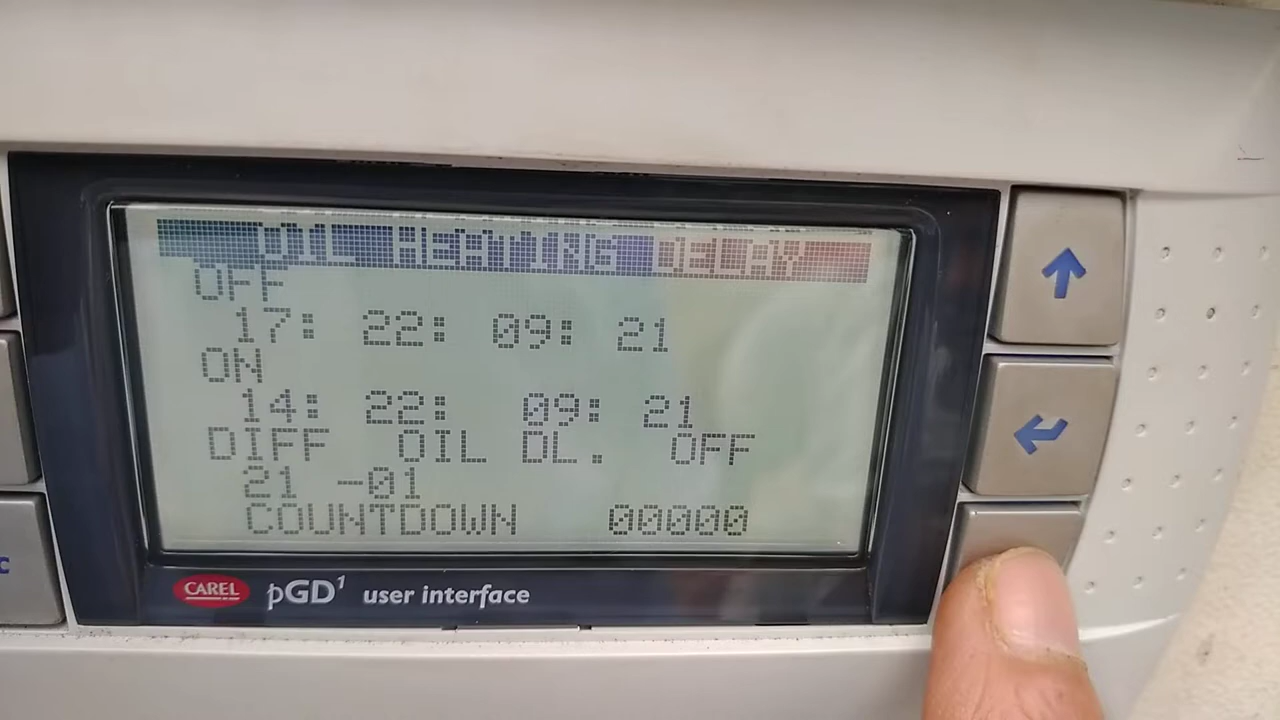 OIL HEATING DELAY
OFF
17: 22: 09: 21
ON
14: 22: 09: 21
DIFF OIL DL. OFF
21 -01
COUNTDOWN 00000
c
CAREL pGD1 user interface